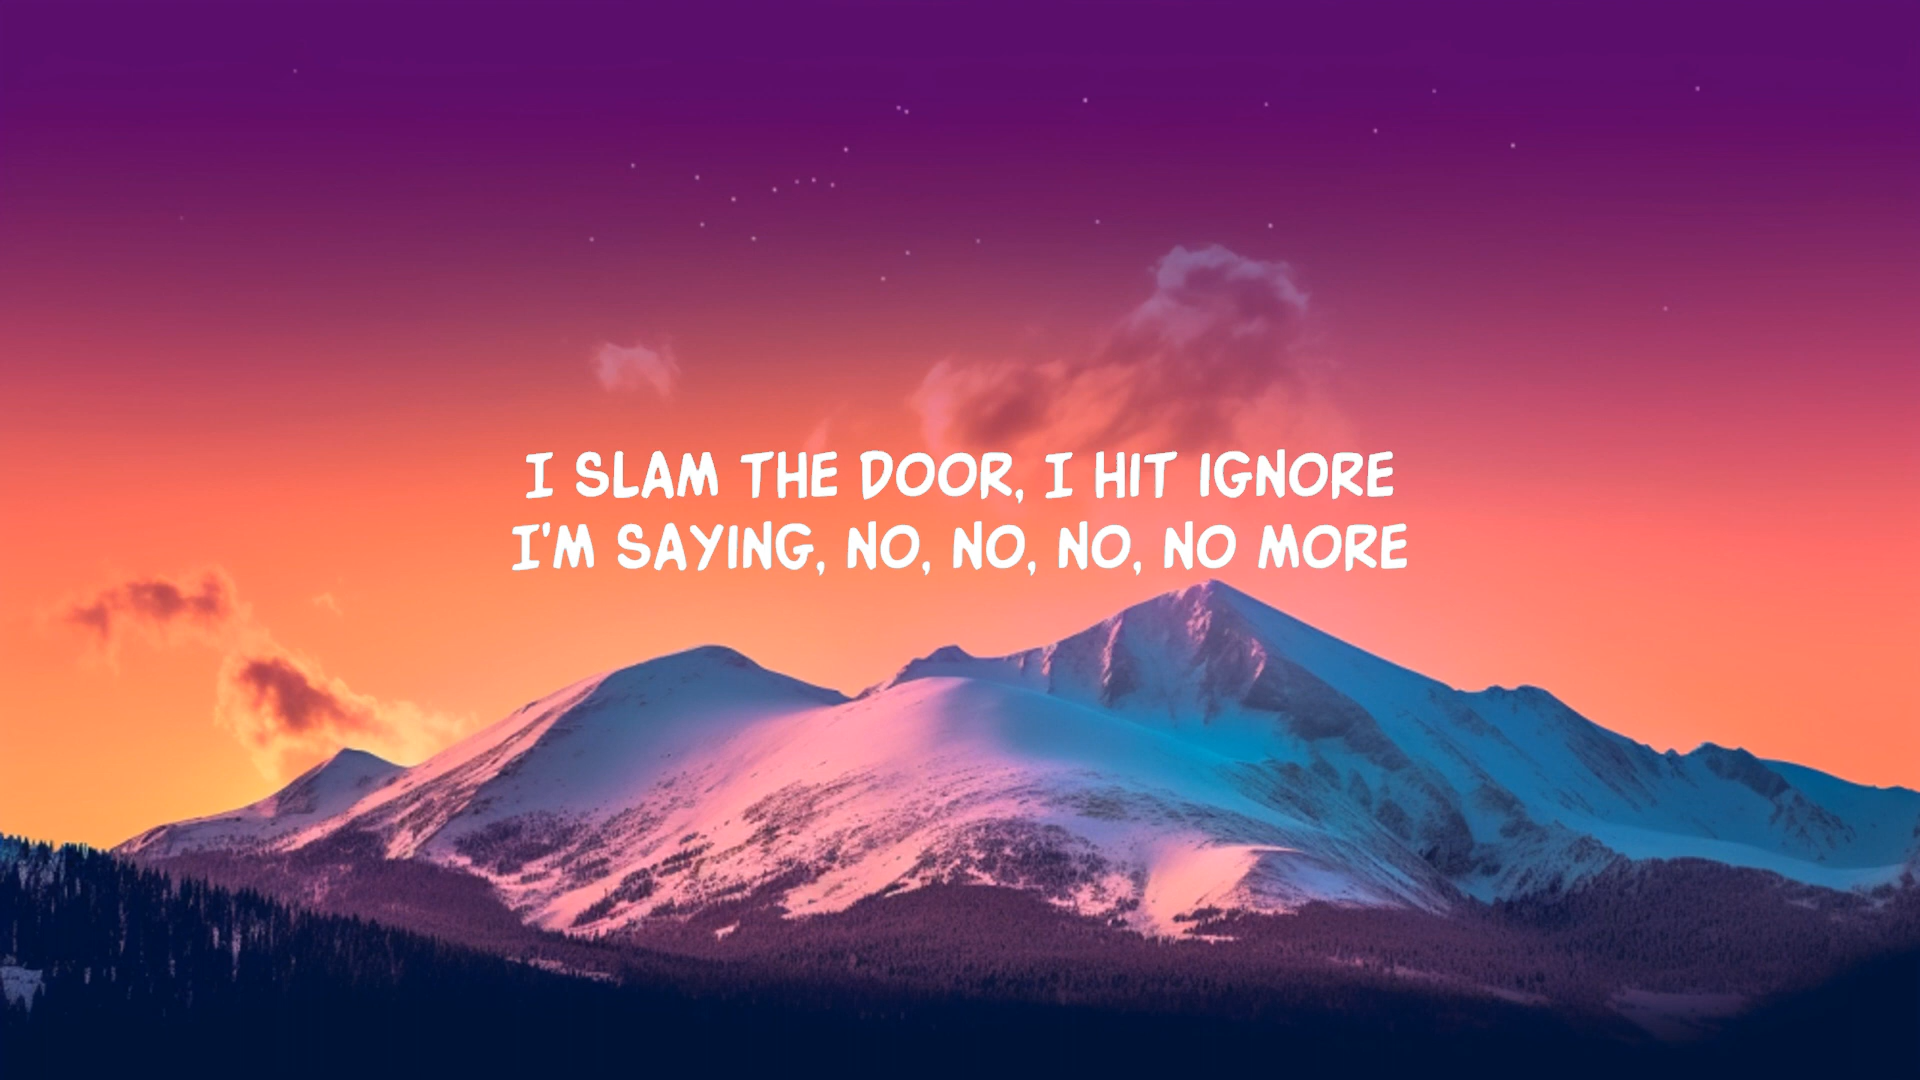 I SLAM THE DOOR, I HIT IGNORE
I'M SAYING, NO, NO, NO, NO MORE